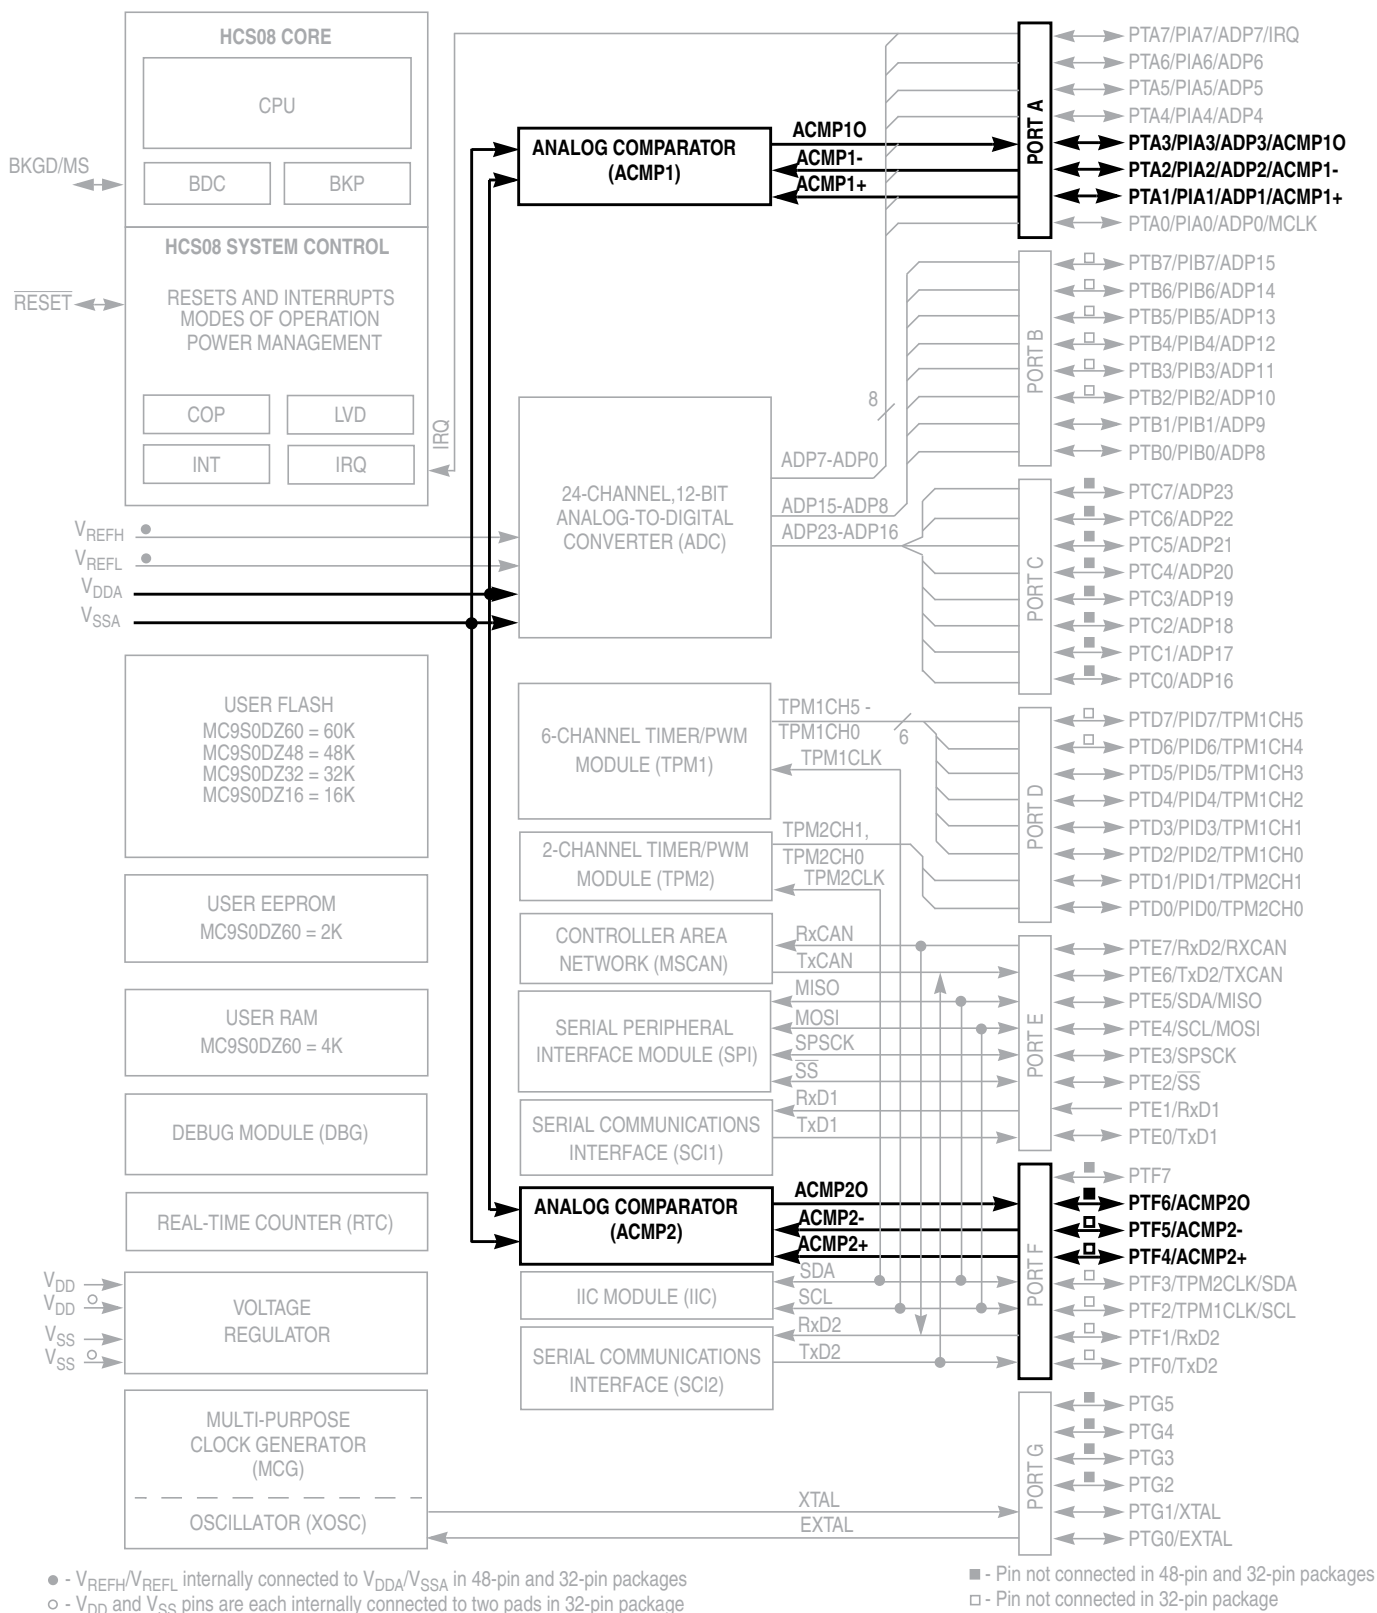 HCS08 CORE
CPU
BDC
BKP
BKGD/MS
HCS08 SYSTEM CONTROL
RESETS AND INTERRUPTS
MODES OF OPERATION
POWER MANAGEMENT
RESET
COP
LVD
INT
IRQ
IRQ
VREFH
VREFL
VDDA
VSSA
USER FLASH
MC9S0DZ60 = 60K
MC9S0DZ48 = 48K
MC9S0DZ32 = 32K
MC9S0DZ16 = 16K
USER EEPROM
MC9S0DZ60 = 2K
USER RAM
MC9S0DZ60 = 4K
DEBUG MODULE (DBG)
REAL-TIME COUNTER (RTC)
VDD
VDD
VSS
VSS
VOLTAGE
REGULATOR
MULTI-PURPOSE
CLOCK GENERATOR
(MCG)
OSCILLATOR (XOSC)
ANALOG COMPARATOR
(ACMP1)
ACMP1O
ACMP1-
ACMP1+
24-CHANNEL,12-BIT
ANALOG-TO-DIGITAL
CONVERTER (ADC)
8
ADP7-ADP0
ADP15-ADP8
ADP23-ADP16
6-CHANNEL TIMER/PWM
MODULE (TPM1)
TPM1CH5 -
TPM1CH0
6
TPM1CLK
2-CHANNEL TIMER/PWM
MODULE (TPM2)
TPM2CH1,
TPM2CH0
TPM2CLK
CONTROLLER AREA
NETWORK (MSCAN)
RxCAN
TxCAN
SERIAL PERIPHERAL
INTERFACE MODULE (SPI)
MISO
MOSI
SPSCK
SS
SERIAL COMMUNICATIONS
INTERFACE (SCI1)
RxD1
TxD1
ANALOG COMPARATOR
(ACMP2)
ACMP2O
ACMP2-
ACMP2+
IIC MODULE (IIC)
SDA
SCL
SERIAL COMMUNICATIONS
INTERFACE (SCI2)
RxD2
TxD2
XTAL
EXTAL
PORT A
PTA7/PIA7/ADP7/IRQ
PTA6/PIA6/ADP6
PTA5/PIA5/ADP5
PTA4/PIA4/ADP4
PTA3/PIA3/ADP3/ACMP1O
PTA2/PIA2/ADP2/ACMP1-
PTA1/PIA1/ADP1/ACMP1+
PTA0/PIA0/ADP0/MCLK
PORT B
PTB7/PIB7/ADP15
PTB6/PIB6/ADP14
PTB5/PIB5/ADP13
PTB4/PIB4/ADP12
PTB3/PIB3/ADP11
PTB2/PIB2/ADP10
PTB1/PIB1/ADP9
PTB0/PIB0/ADP8
PORT C
PTC7/ADP23
PTC6/ADP22
PTC5/ADP21
PTC4/ADP20
PTC3/ADP19
PTC2/ADP18
PTC1/ADP17
PTC0/ADP16
PORT D
PTD7/PID7/TPM1CH5
PTD6/PID6/TPM1CH4
PTD5/PID5/TPM1CH3
PTD4/PID4/TPM1CH2
PTD3/PID3/TPM1CH1
PTD2/PID2/TPM1CH0
PTD1/PID1/TPM2CH1
PTD0/PID0/TPM2CH0
PORT E
PTE7/RxD2/RXCAN
PTE6/TxD2/TXCAN
PTE5/SDA/MISO
PTE4/SCL/MOSI
PTE3/SPSCK
PTE2/SS
PTE1/RxD1
PTE0/TxD1
PORT F
PTF7
PTF6/ACMP2O
PTF5/ACMP2-
PTF4/ACMP2+
PTF3/TPM2CLK/SDA
PTF2/TPM1CLK/SCL
PTF1/RxD2
PTF0/TxD2
PORT G
PTG5
PTG4
PTG3
PTG2
PTG1/XTAL
PTG0/EXTAL
● - VREFH/VREFL internally connected to VDDA/VSSA in 48-pin and 32-pin packages
○ - VDD and VSS pins are each internally connected to two pads in 32-pin package
■ - Pin not connected in 48-pin and 32-pin packages
□ - Pin not connected in 32-pin package